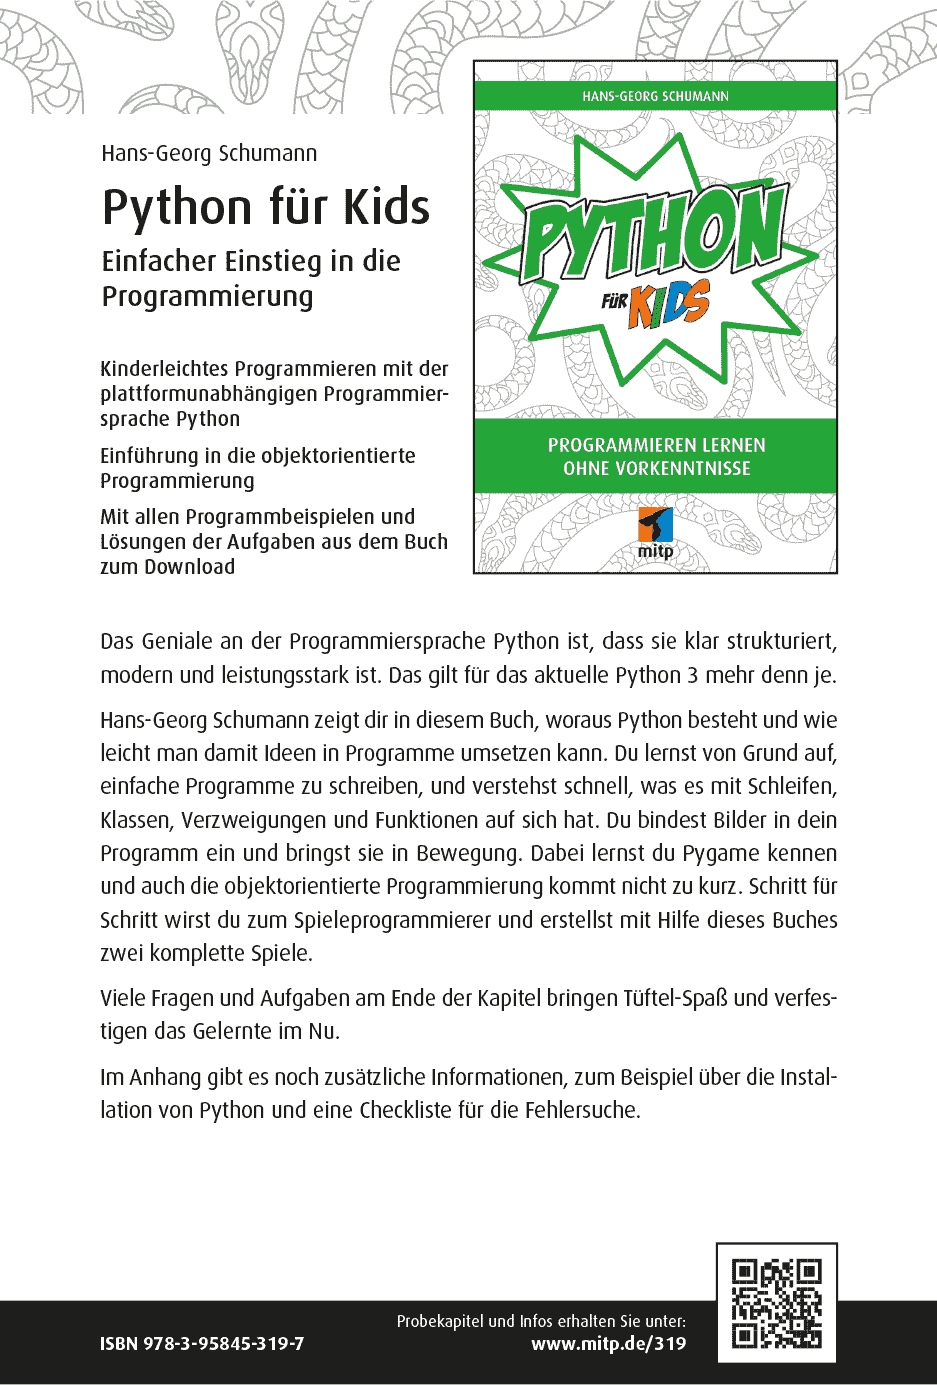 Hans-Georg Schumann
Python für Kids
Einfacher Einstieg in die
Programmierung
Kinderleichtes Programmieren mit der
plattformunabhängigen Programmier-
sprache Python
Einführung in die objektorientierte
Programmierung
Mit allen Programmbeispielen und
Lösungen der Aufgaben aus dem Buch
zum Download
HANS-GEORG SCHUMANN
PYTHON
FÜR KIDS
PROGRAMMIEREN LERNEN
OHNE VORKENNTNISSE
mitp
Das Geniale an der Programmiersprache Python ist, dass sie klar strukturiert,
modern und leistungsstark ist. Das gilt für das aktuelle Python 3 mehr denn je.
Hans-Georg Schumann zeigt dir in diesem Buch, woraus Python besteht und wie
leicht man damit Ideen in Programme umsetzen kann. Du lernst von Grund auf,
einfache Programme zu schreiben, und verstehst schnell, was es mit Schleifen,
Klassen, Verzweigungen und Funktionen auf sich hat. Du bindest Bilder in dein
Programm ein und bringst sie in Bewegung. Dabei lernst du Pygame kennen
und auch die objektorientierte Programmierung kommt nicht zu kurz. Schritt für
Schritt wirst du zum Spieleprogrammierer und erstellst mit Hilfe dieses Buches
zwei komplette Spiele.
Viele Fragen und Aufgaben am Ende der Kapitel bringen Tüftel-Spaß und verfes-
tigen das Gelernte im Nu.
Im Anhang gibt es noch zusätzliche Informationen, zum Beispiel über die Instal-
lation von Python und eine Checkliste für die Fehlersuche.
Probekapitel und Infos erhalten Sie unter:
ISBN 978-3-95845-319-7
www.mitp.de/319